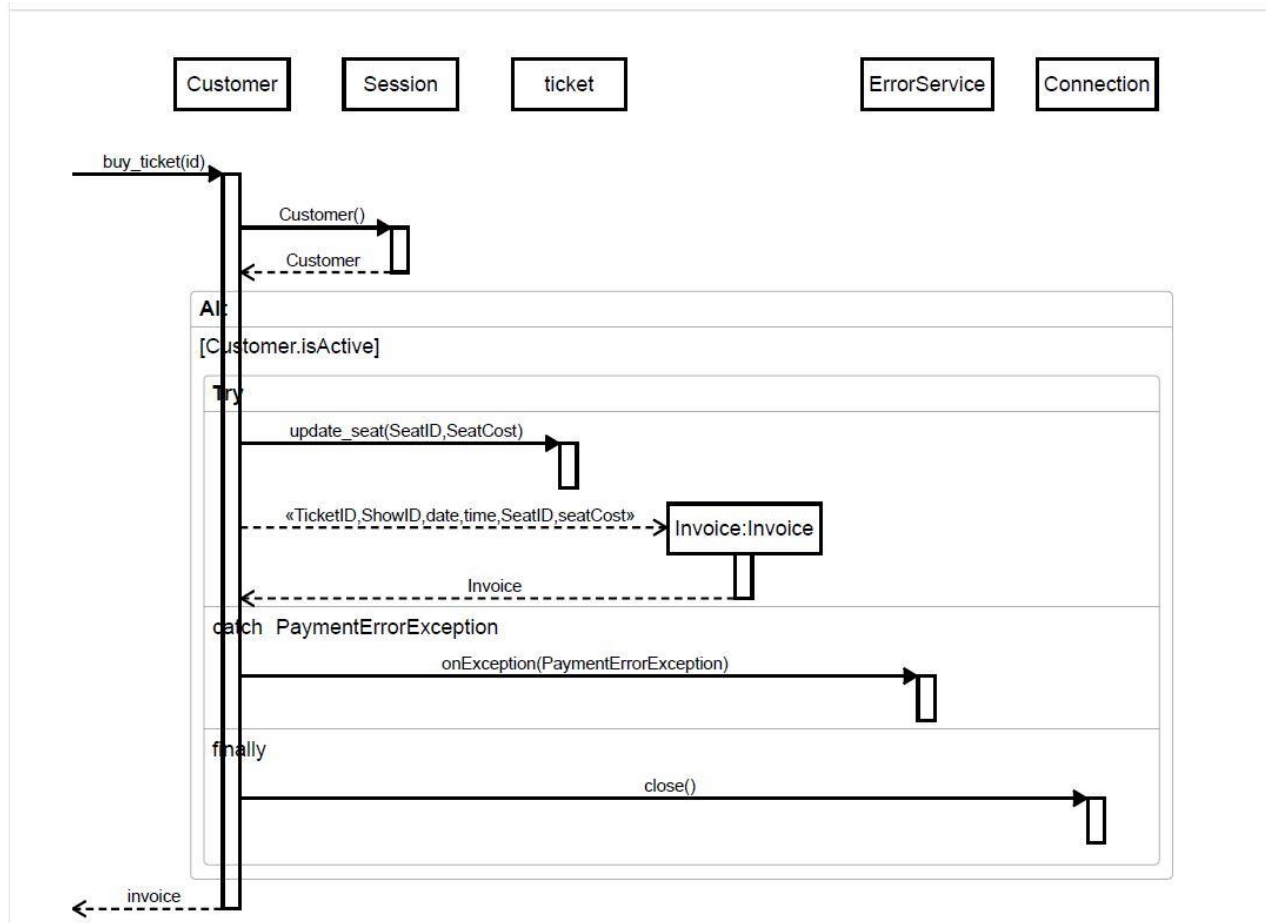 Customer Session ticket ErrorService Connection
buy_ticket(id)
Customer()
Customer
Alt
[Customer.isActive]
Try
update_seat(SeatID,SeatCost)
«TicketID,ShowID,date,time,SeatID,seatCost»
Invoice:Invoice
Invoice
catch PaymentErrorException
onException(PaymentErrorException)
finally
close()
invoice